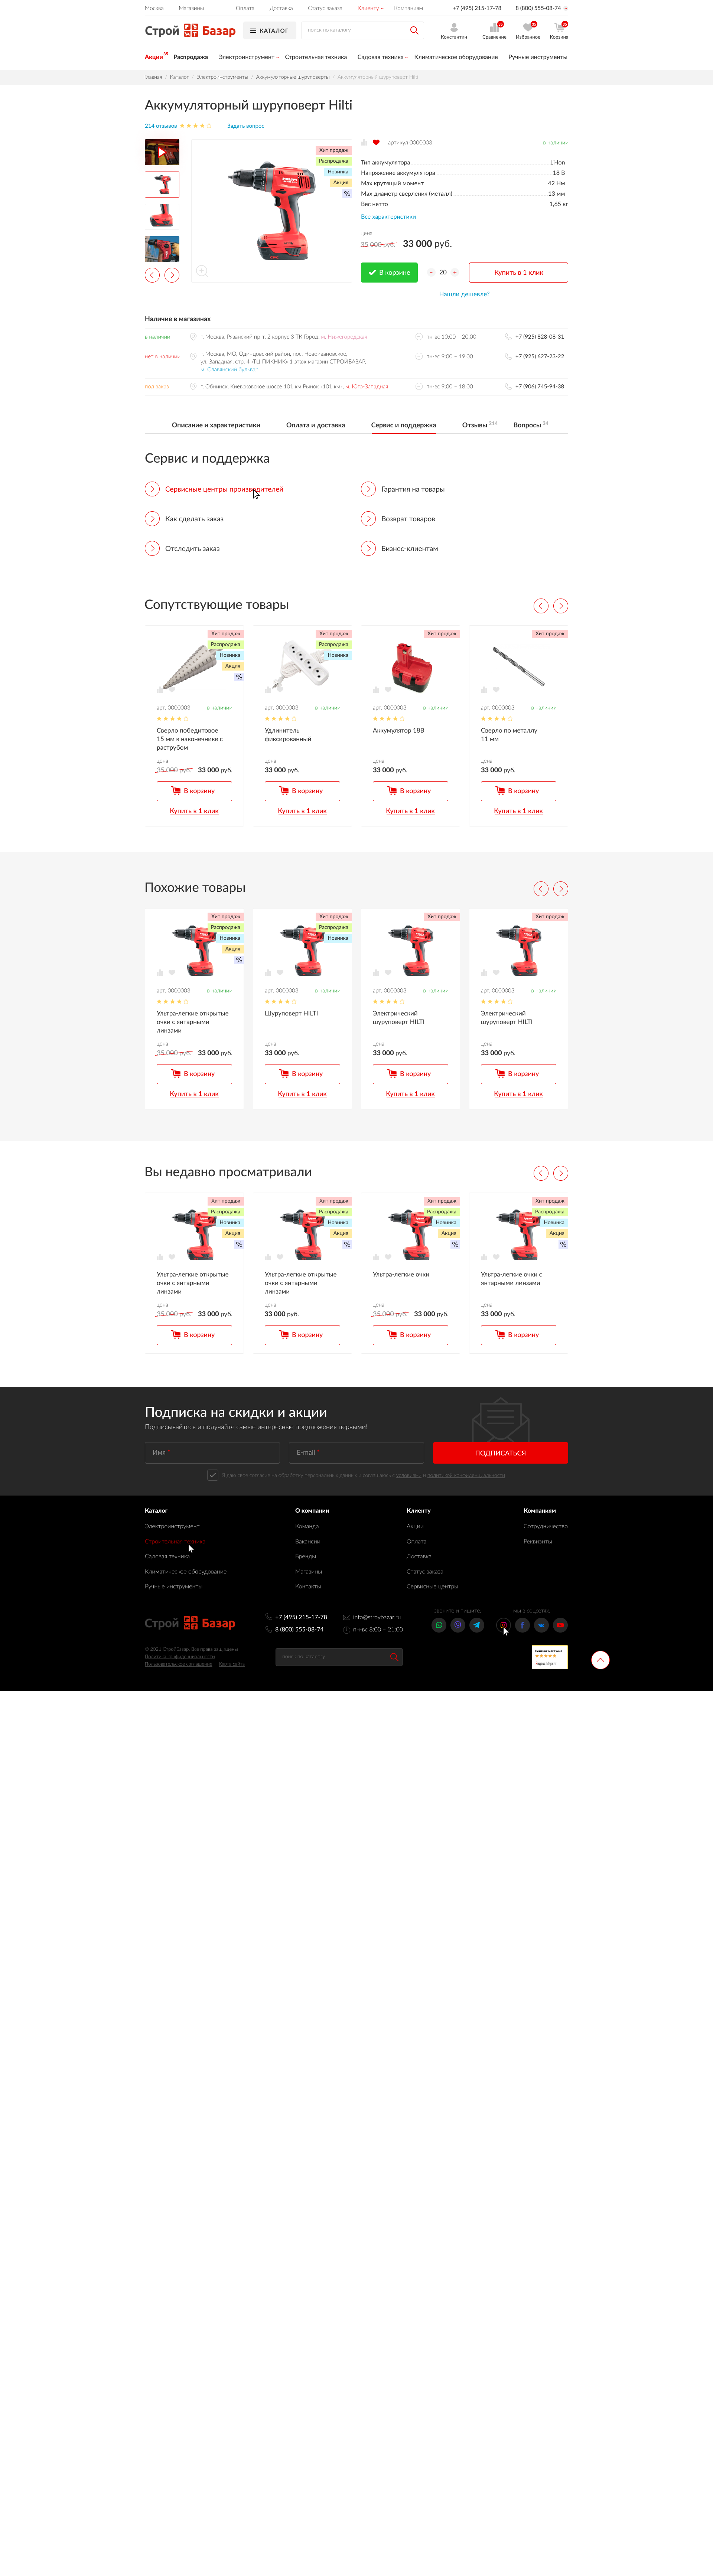 Москва Магазины Оплата Доставка Статус заказа Клиенту Компаниям +7 (495) 215-17-78 8 (800) 555-08-74
Строй Базар КАТАЛОГ поиск по каталогу Константин Сравнение Избранное Корзина
Акции Распродажа Электроинструмент Строительная техника Садовая техника Климатическое оборудование Ручные инструменты
Главная / Каталог / Электроинструменты / Аккумуляторные шуруповерты / Аккумуляторный шуруповерт Hilti
Аккумуляторный шуруповерт Hilti
214 отзывов Задать вопрос
Хит продаж
Распродажа
Новинка
Акция
%
артикул 0000003 в наличии
Тип аккумулятора Li-Ion
Напряжение аккумулятора 18 В
Max крутящий момент 42 Нм
Max диаметр сверления (металл) 13 мм
Вес нетто 1,65 кг
Все характеристики
цена
35 000 руб. 33 000 руб.
В корзине - 20 + Купить в 1 клик
Нашли дешевле?
Наличие в магазинах
в наличии г. Москва, Рязанский пр-т, 2 корпус 3 ТК Город, м. Нижегородская пн-вс 10:00 – 20:00 +7 (925) 828-08-31
нет в наличии г. Москва, МО, Одинцовский район, пос. Новоивановское,
ул. Западная, стр. 4 «ТЦ ПИКНИК» 1 этаж магазин СТРОЙБАЗАР,
м. Славянский бульвар
пн-вс 9:00 – 19:00 +7 (925) 627-23-22
под заказ г. Обнинск, Киевскововское шоссе 101 км Рынок «101 км», м. Юго-Западная пн-вс 9:00 – 18:00 +7 (906) 745-94-38
Описание и характеристики Оплата и доставка Сервис и поддержка Отзывы 214 Вопросы 34
Сервис и поддержка
Сервисные центры производителей Гарантия на товары
Как сделать заказ Возврат товаров
Отследить заказ Бизнес-клиентам
Сопутствующие товары
Хит продаж Хит продаж Хит продаж Хит продаж
Распродажа Распродажа
Новинка Новинка
Акция
%
арт. 0000003 в наличии арт. 0000003 в наличии арт. 0000003 в наличии арт. 0000003 в наличии
Сверло победитовое Удлинитель Аккумулятор 18В Сверло по металлу
15 мм в наконечнике с фиксированный 11 мм
раструбом
цена цена цена цена
35 000 руб. 33 000 руб. 33 000 руб. 33 000 руб. 33 000 руб.
В корзину В корзину В корзину В корзину
Купить в 1 клик Купить в 1 клик Купить в 1 клик Купить в 1 клик
Похожие товары
Хит продаж Хит продаж Хит продаж Хит продаж
Распродажа Распродажа
Новинка Новинка
Акция
%
арт. 0000003 в наличии арт. 0000003 в наличии арт. 0000003 в наличии арт. 0000003 в наличии
Ультра-легкие открытые Шуруповерт HILTI Электрический Электрический
очки с янтарными шуруповерт HILTI шуруповерт HILTI
линзами
цена цена цена цена
35 000 руб. 33 000 руб. 33 000 руб. 33 000 руб. 33 000 руб.
В корзину В корзину В корзину В корзину
Купить в 1 клик Купить в 1 клик Купить в 1 клик Купить в 1 клик
Вы недавно просматривали
Хит продаж Хит продаж Хит продаж Хит продаж
Распродажа Распродажа Распродажа Распродажа
Новинка Новинка Новинка Новинка
Акция Акция Акция Акция
% % % %
Ультра-легкие открытые Ультра-легкие открытые Ультра-легкие очки Ультра-легкие очки с
очки с янтарными очки с янтарными янтарными линзами
линзами линзами
цена цена цена цена
35 000 руб. 33 000 руб. 33 000 руб. 35 000 руб. 33 000 руб. 33 000 руб.
В корзину В корзину В корзину В корзину
Подписка на скидки и акции
Подписывайтесь и получайте самые интересные предложения первыми!
Имя * E-mail * ПОДПИСАТЬСЯ
Я даю свое согласие на обработку персональных данных и соглашаюсь с условиями и политикой конфиденциальности
Каталог О компании Клиенту Компаниям
Электроинструмент Команда Акции Сотрудничество
Строительная техника Вакансии Оплата Реквизиты
Садовая техника Бренды Доставка
Климатическое оборудование Магазины Статус заказа
Ручные инструменты Контакты Сервисные центры
звоните и пишите: мы в соцсетях:
Строй Базар +7 (495) 215-17-78 info@stroybazar.ru
8 (800) 555-08-74 пн-вс 8:00 – 21:00
© 2021 СтройБазар. Все права защищены
Политика конфиденциальности
Пользовательское соглашение Карта сайта
поиск по каталогу
Рейтинг магазина
Яндекс Маркет